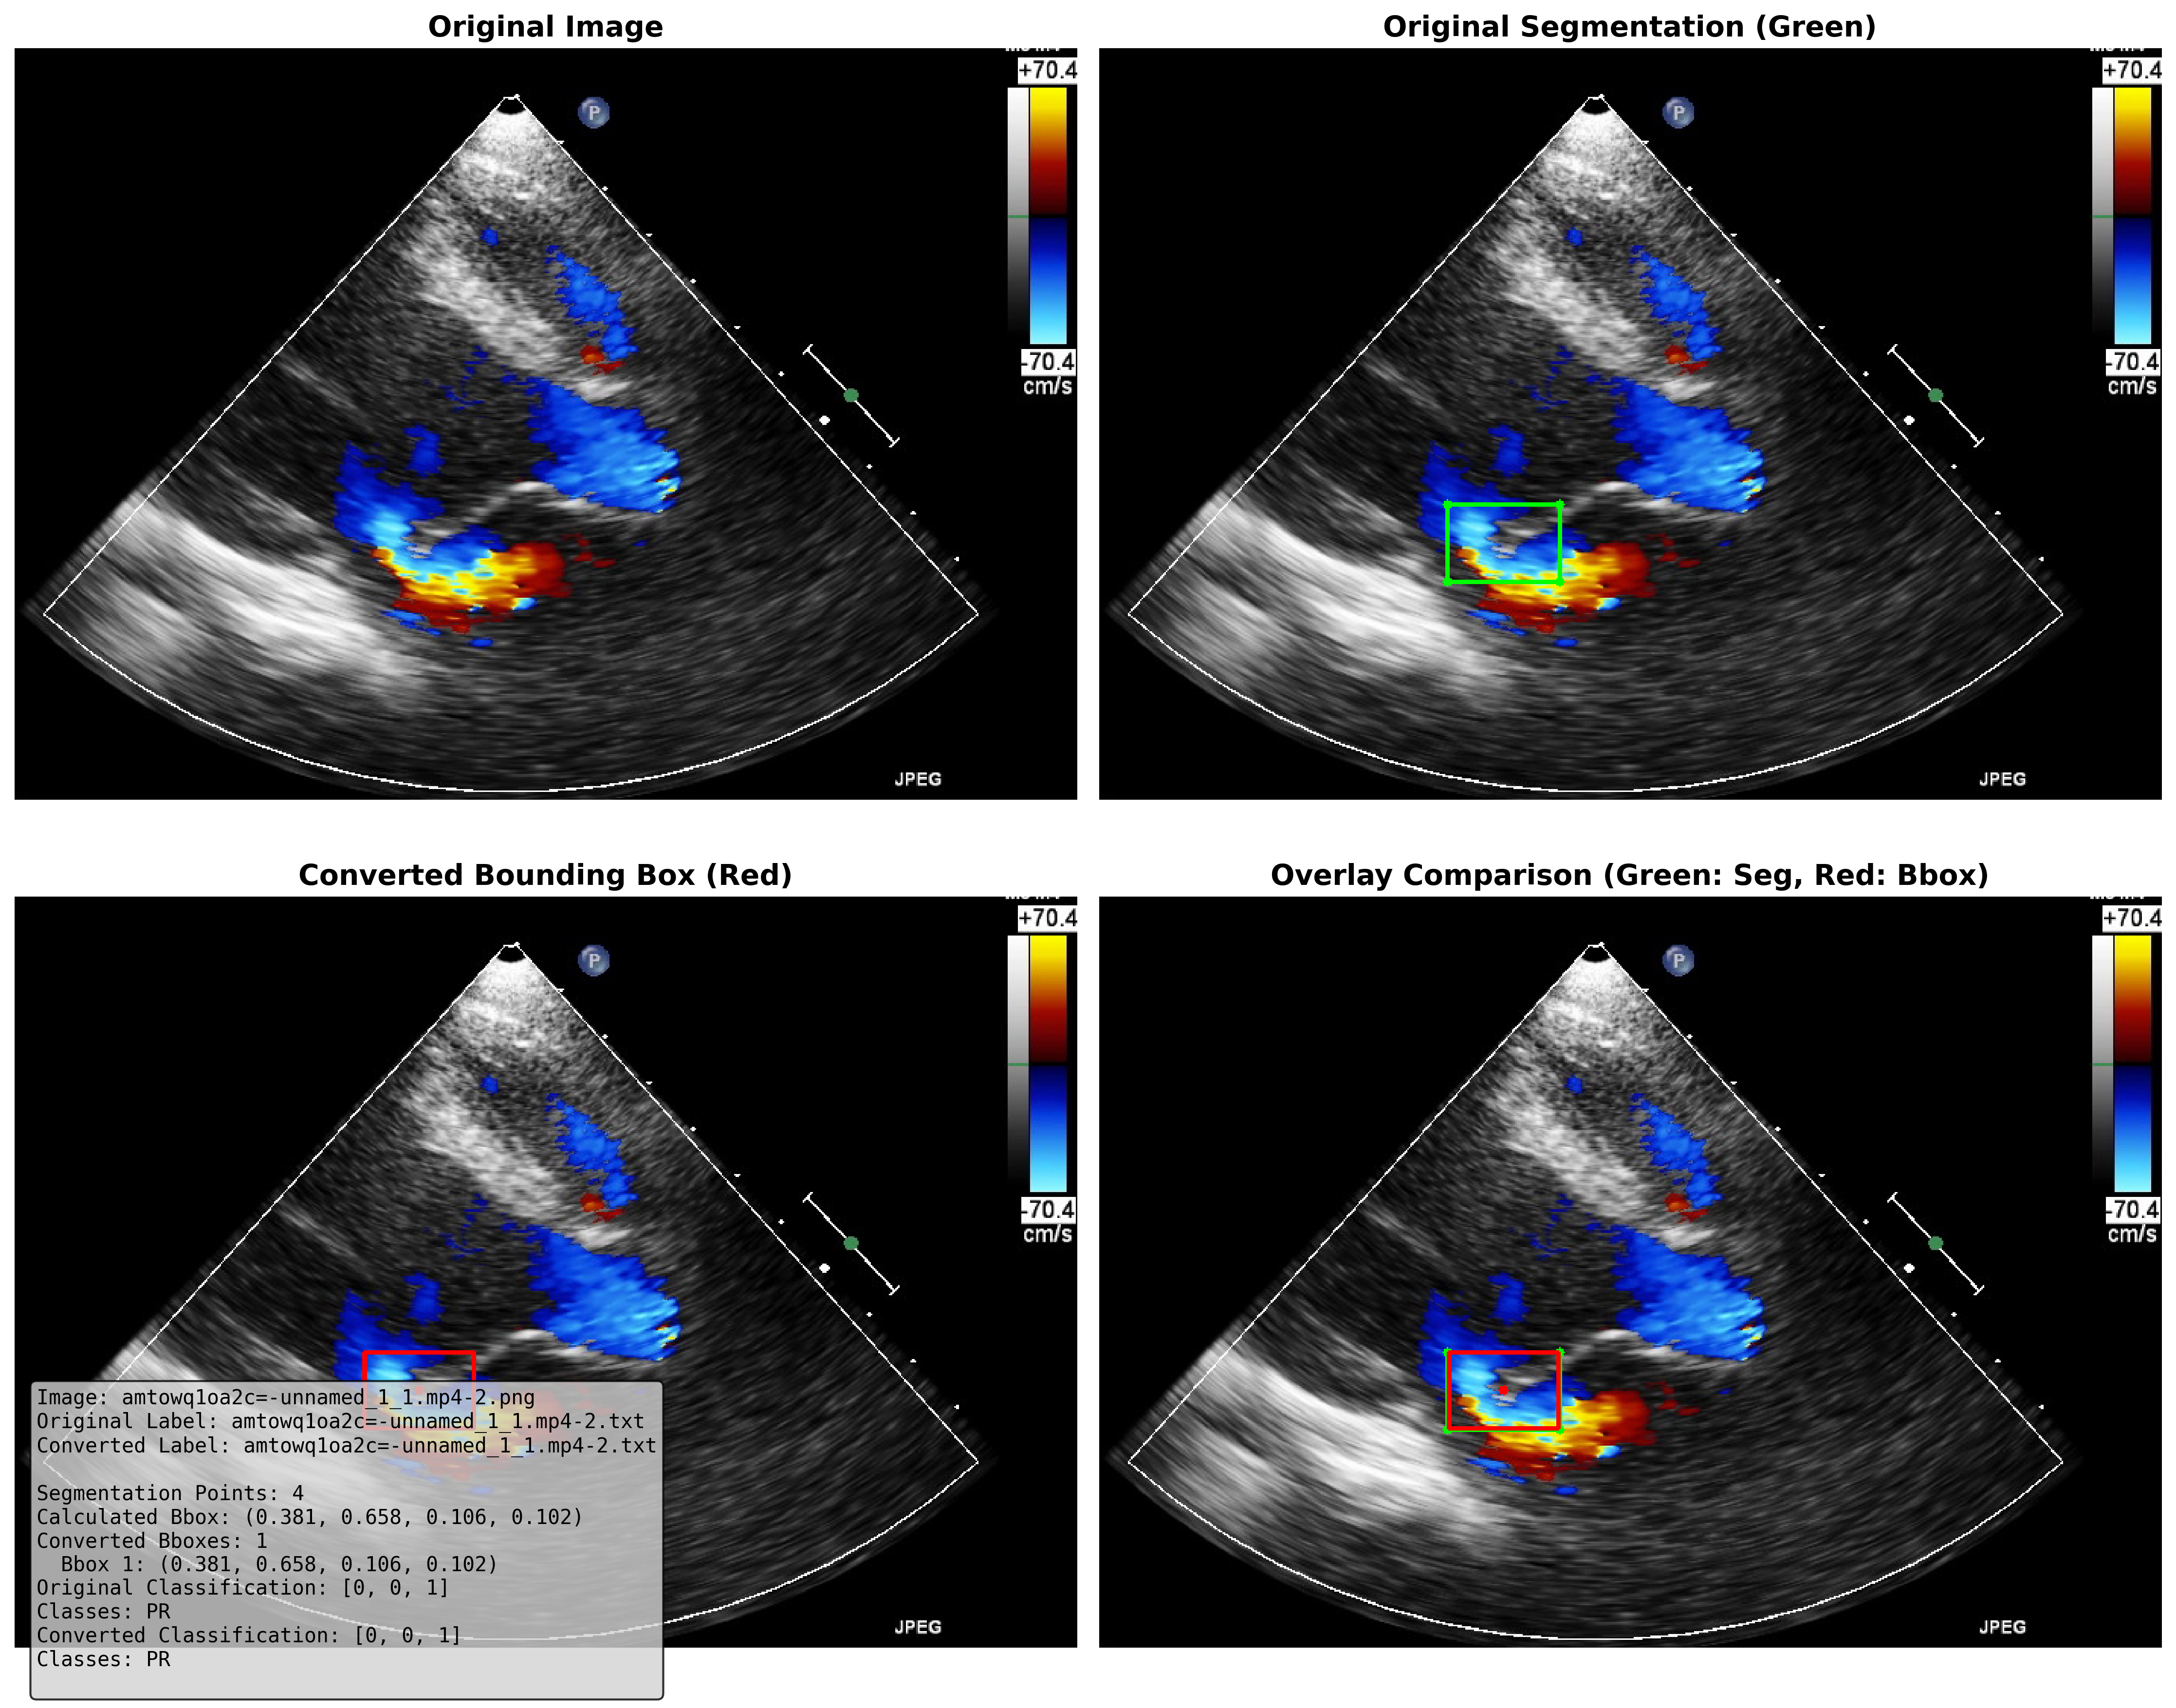 Original Image
Original Segmentation (Green)
+70.4
P
-70.4
cm/s
JPEG
+70.4
P
-70.4
cm/s
JPEG
Converted Bounding Box (Red)
Overlay Comparison (Green: Seg, Red: Bbox)
+70.4
P
-70.4
cm/s
JPEG
+70.4
P
-70.4
cm/s
JPEG
Image: amtowq1oa2c=-unnamed_1_1.mp4-2.png
Original Label: amtowq1oa2c=-unnamed_1_1.mp4-2.txt
Converted Label: amtowq1oa2c=-unnamed_1_1.mp4-2.txt
Segmentation Points: 4
Calculated Bbox: (0.381, 0.658, 0.106, 0.102)
Converted Bboxes: 1
Bbox 1: (0.381, 0.658, 0.106, 0.102)
Original Classification: [0, 0, 1]
Classes: PR
Converted Classification: [0, 0, 1]
Classes: PR